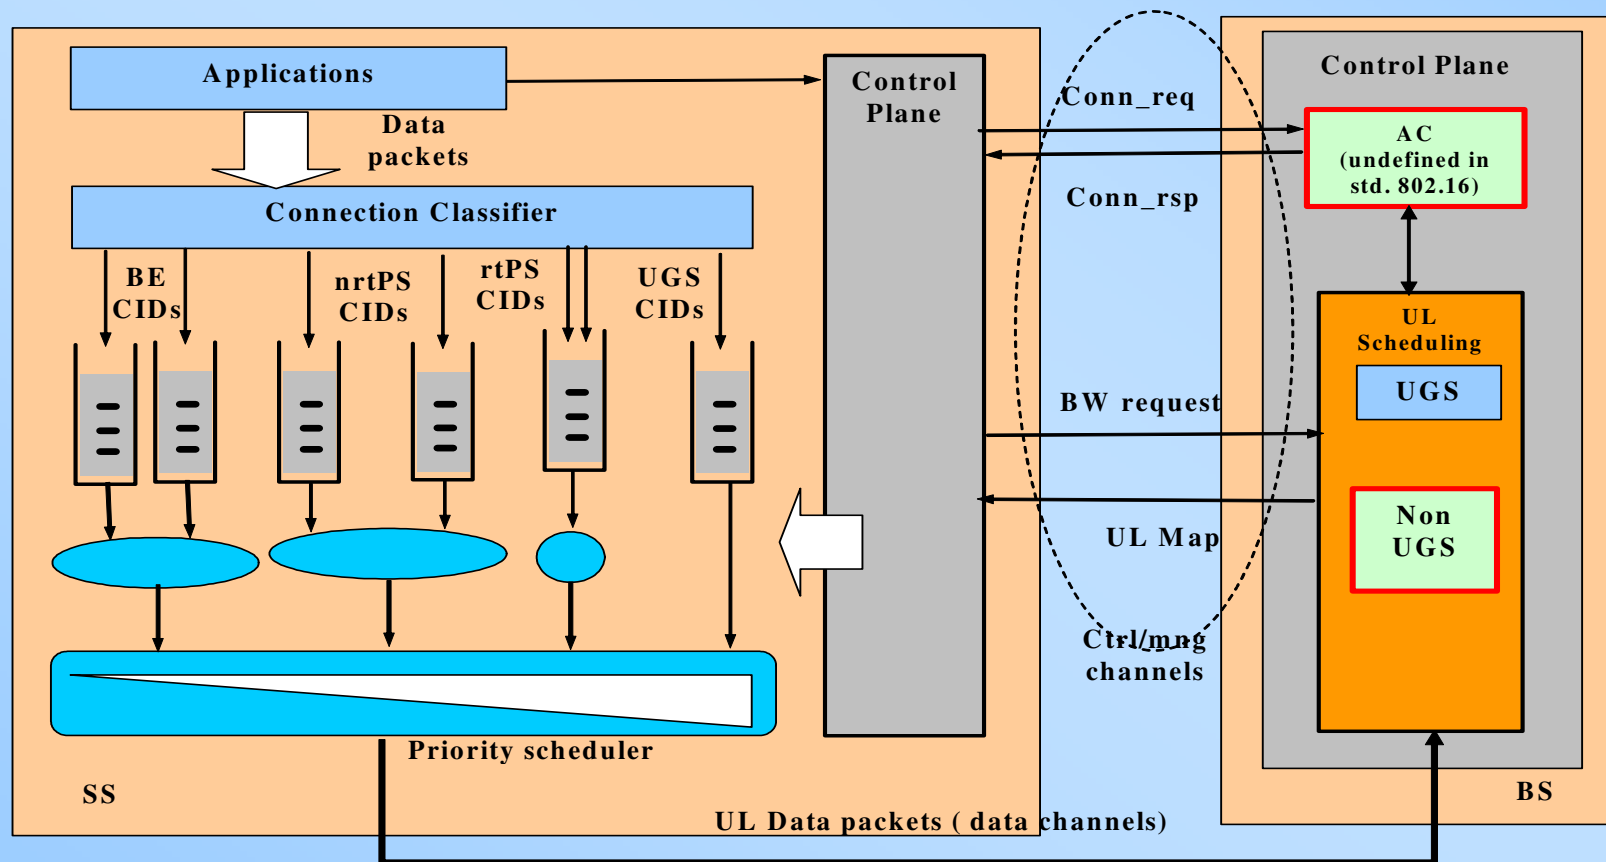 Applications
Data
packets
Connection Classifier
BE
CIDs
nrtPS
CIDs
rtPS
CIDs
UGS
CIDs
Priority scheduler
SS
Control
Plane
Conn_req
Conn_rsp
BW request
UL Map
Ctrl/mng
channels
UL Data packets ( data channels)
Control Plane
AC
(undefined in
std. 802.16)
UL
Scheduling
UGS
Non
UGS
BS